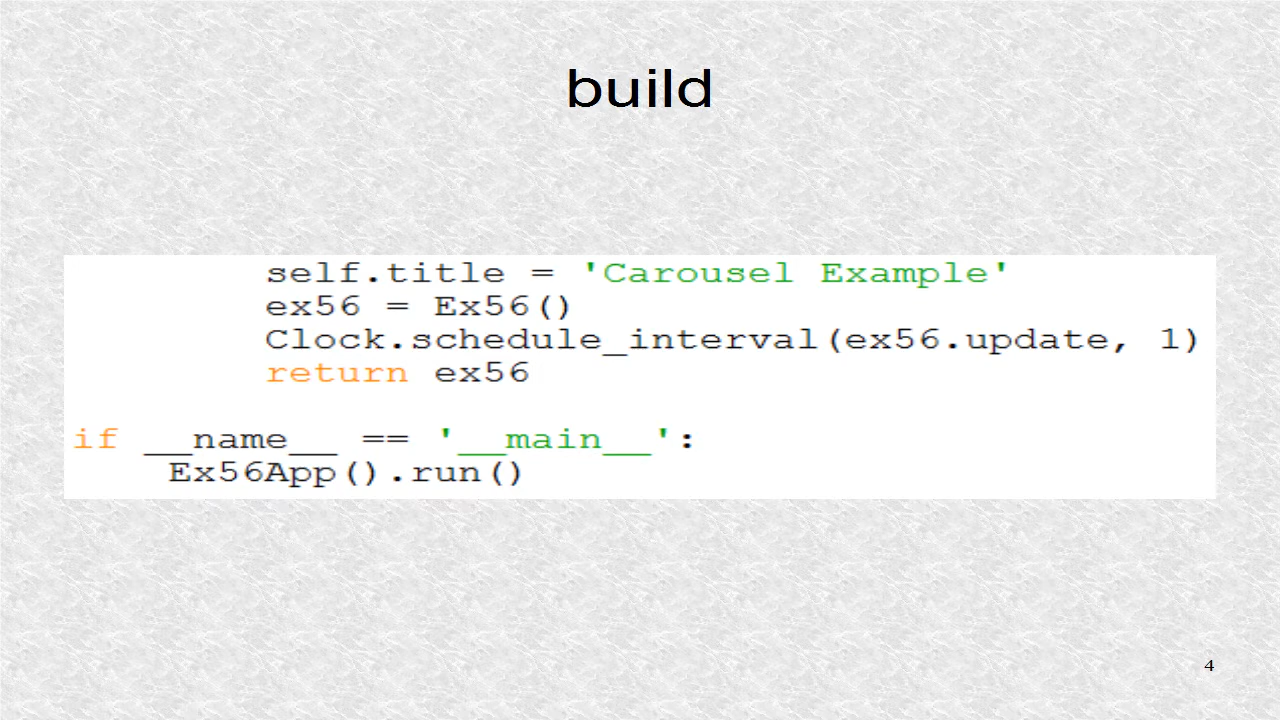 build
self.title = 'Carousel Example'
ex56 = Ex56()
Clock.schedule_interval(ex56.update, 1)
return ex56
if __name__ == '__main__':
Ex56App().run()
4